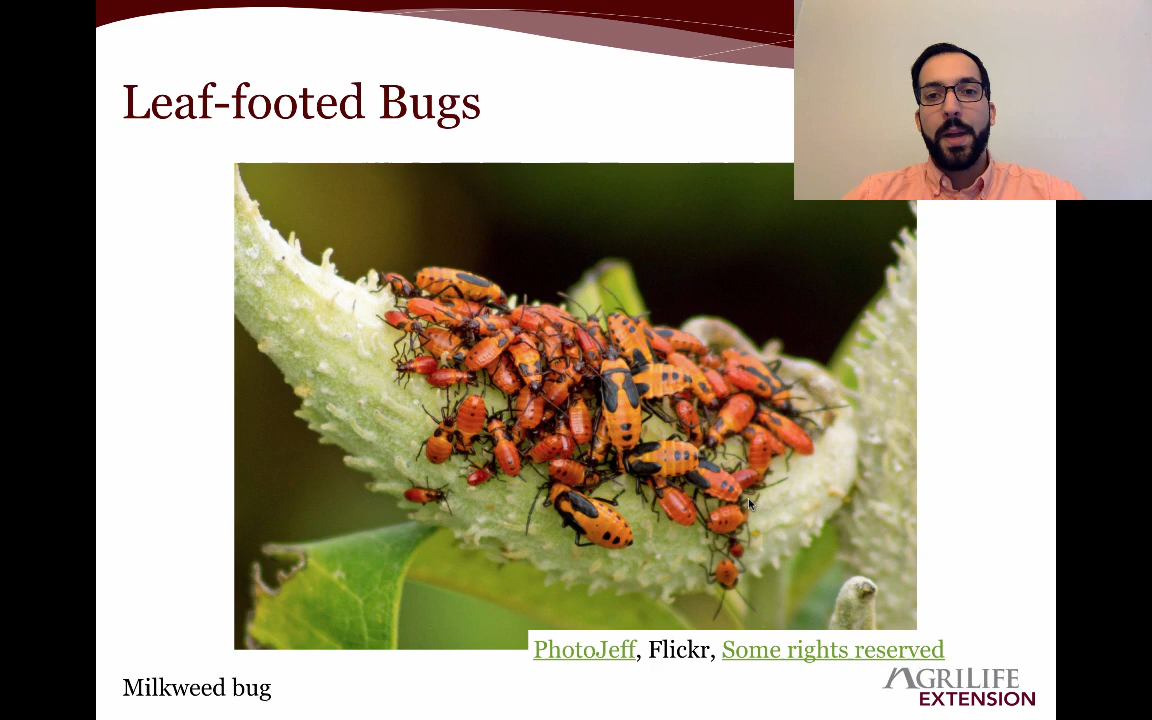 Leaf-footed Bugs
PhotoJeff, Flickr, Some rights reserved
Milkweed bug
AGRILIFE
EXTENSION